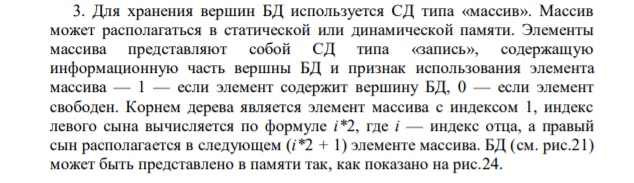 3. Для хранения вершин БД используется СД типа «массив». Массив
может располагаться в статической или динамической памяти. Элементы
массива представляют собой СД типа «запись», содержащую
информационную часть вершны БД и признак использования элемента
массива — 1 — если элемент содержит вершину БД, 0 — если элемент
свободен. Корнем дерева является элемент массива с индексом 1, индекс
левого сына вычисляется по формуле i*2, где i — индекс отца, а правый
сын располагается в следующем (i*2 + 1) элементе массива. БД (см. рис.21)
может быть представлено в памяти так, как показано на рис.24.